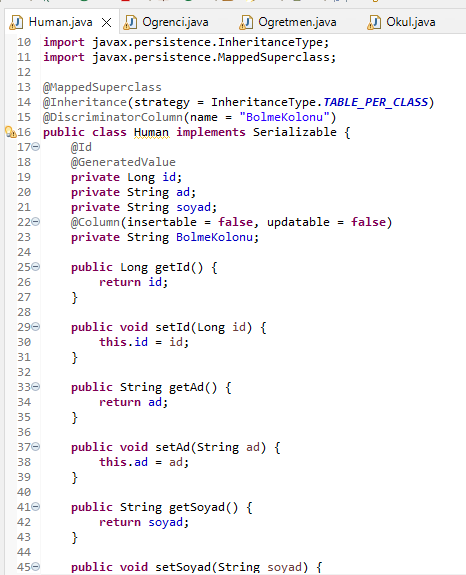 Human.java
Ogrenci.java
Ogretmen.java
Okul.java
10 import javax.persistence.InheritanceType;
11 import javax.persistence.MappedSuperclass;
12
13 @MappedSuperclass
14 @Inheritance(strategy = InheritanceType.TABLE_PER_CLASS)
15 @DiscriminatorColumn(name = "BolmeKolonu")
16 public class Human implements Serializable {
17 @Id
18 @GeneratedValue
19 private Long id;
20 private String ad;
21 private String soyad;
22 @Column(insertable = false, updatable = false)
23 private String BolmeKolonu;
24
25 public Long getId() {
26 return id;
27 }
28
29 public void setId(Long id) {
30 this.id = id;
31 }
32
33 public String getAd() {
34 return ad;
35 }
36
37 public void setAd(String ad) {
38 this.ad = ad;
39 }
40
41 public String getSoyad() {
42 return soyad;
43 }
44
45 public void setSoyad(String soyad) {